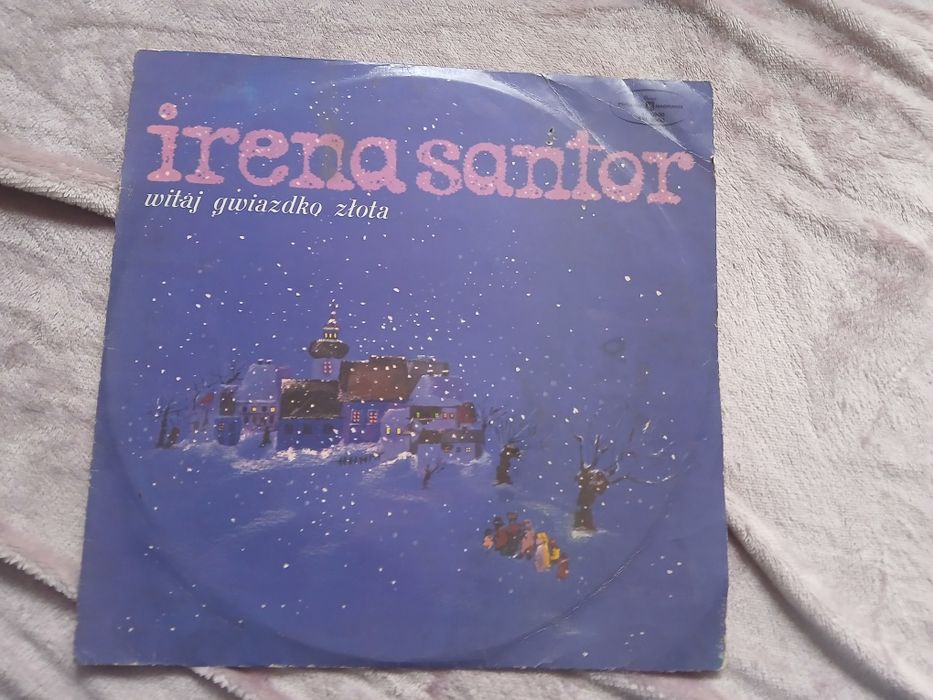 irena santor
witaj gwiazdko złota